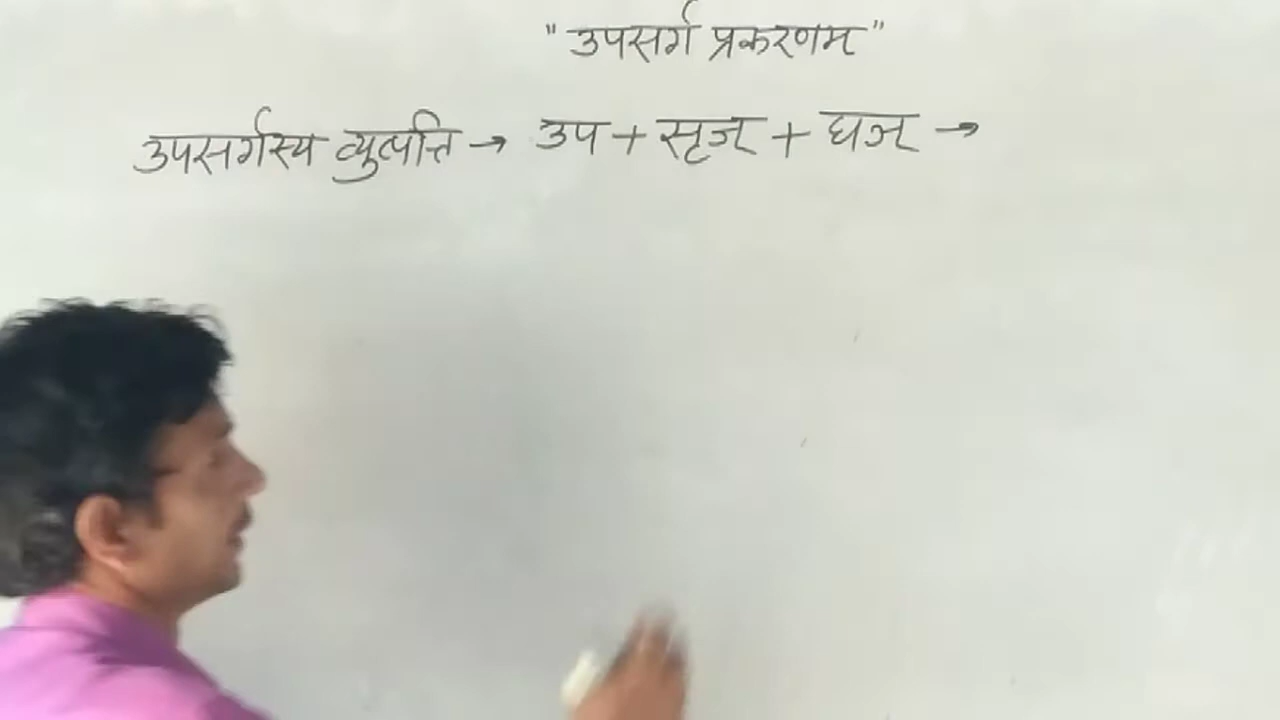 "उपसर्ग प्रकरणम"
उपसर्गस्य व्युत्पत्ति → उप + सृज् + घञ् →